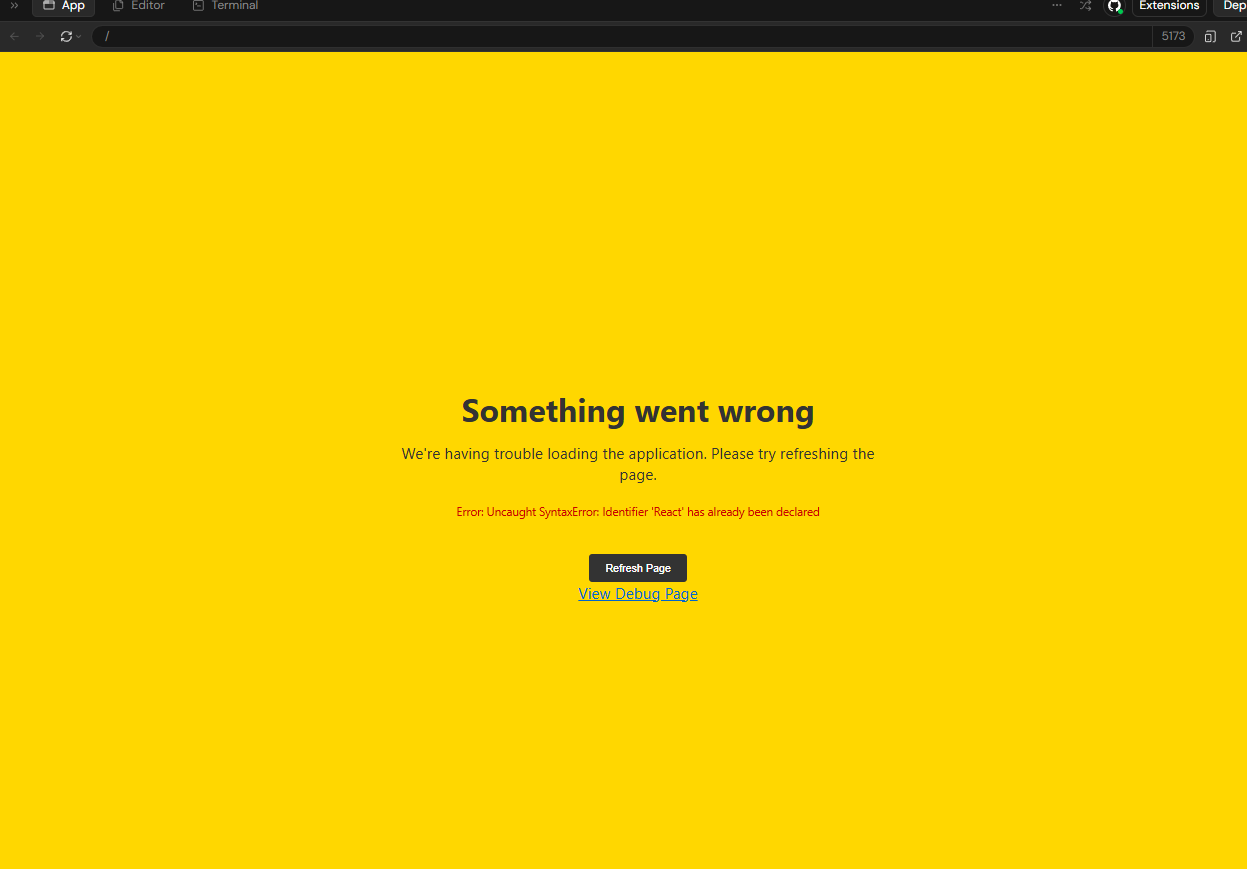 App Editor Terminal Extensions Dep
/ 5173
Something went wrong
We're having trouble loading the application. Please try refreshing the
page.
Error: Uncaught SyntaxError: Identifier 'React' has already been declared
Refresh Page
View Debug Page